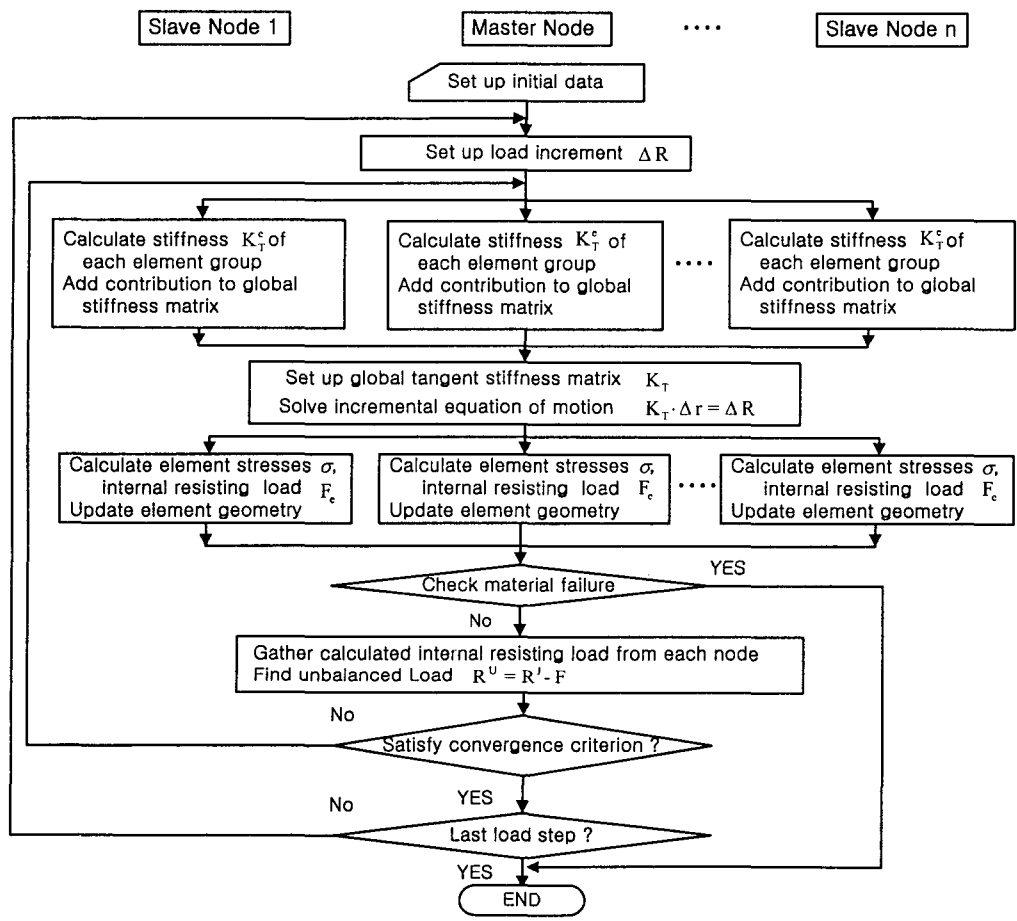 Slave Node 1
Master Node
····
Slave Node n
Set up initial data
Set up load increment ΔR
Calculate stiffness K_T^e of
each element group
Add contribution to global
stiffness matrix
Calculate stiffness K_T^e of
each element group
Add contribution to global
stiffness matrix
····
Calculate stiffness K_T^e of
each element group
Add contribution to global
stiffness matrix
Set up global tangent stiffness matrix K_T
Solve incremental equation of motion K_T·Δr = ΔR
Calculate element stresses σ,
internal resisting load F_e
Update element geometry
Calculate element stresses σ,
internal resisting load F_e
Update element geometry
····
Calculate element stresses σ,
internal resisting load F_e
Update element geometry
Check material failure
YES
No
Gather calculated internal resisting load from each node
Find unbalanced Load R^U = R^J - F
No
Satisfy convergence criterion ?
YES
No
Last load step ?
YES
END